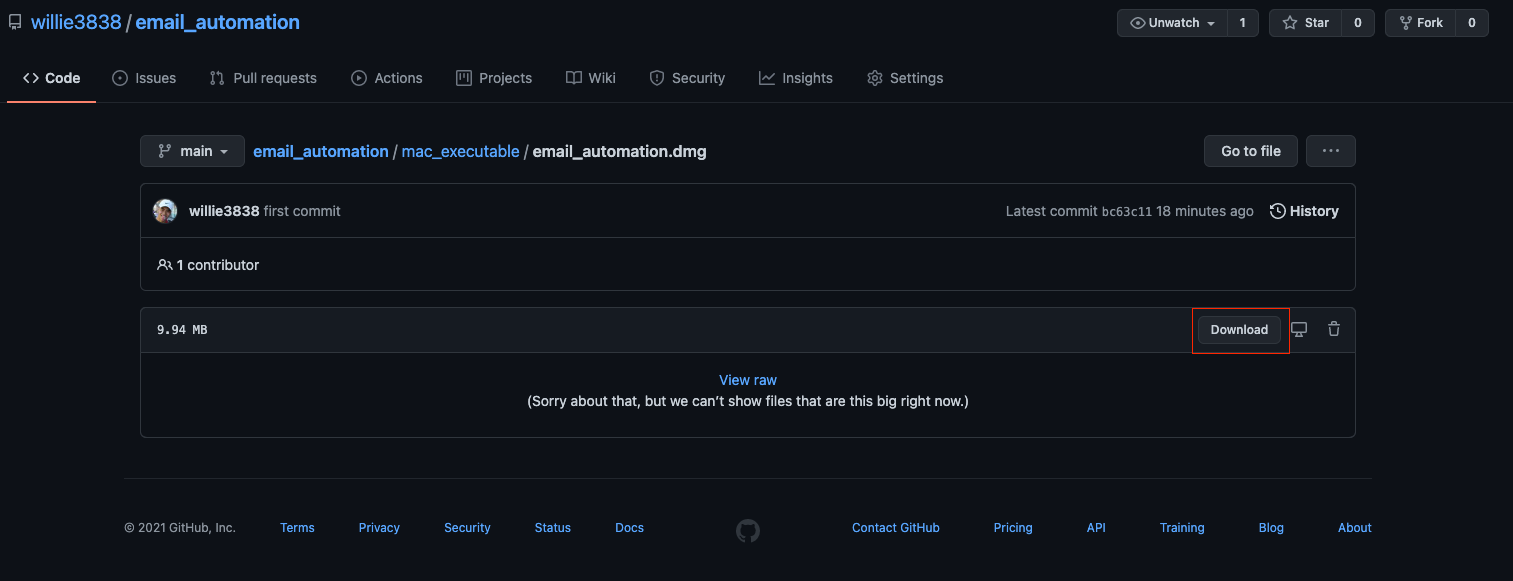 willie3838 / email_automation
Unwatch 1 Star 0 Fork 0
<> Code Issues Pull requests Actions Projects Wiki Security Insights Settings
main email_automation / mac_executable / email_automation.dmg Go to file ...
willie3838 first commit Latest commit bc63c11 18 minutes ago History
1 contributor
9.94 MB Download
View raw
(Sorry about that, but we can’t show files that are this big right now.)
© 2021 GitHub, Inc. Terms Privacy Security Status Docs Contact GitHub Pricing API Training Blog About